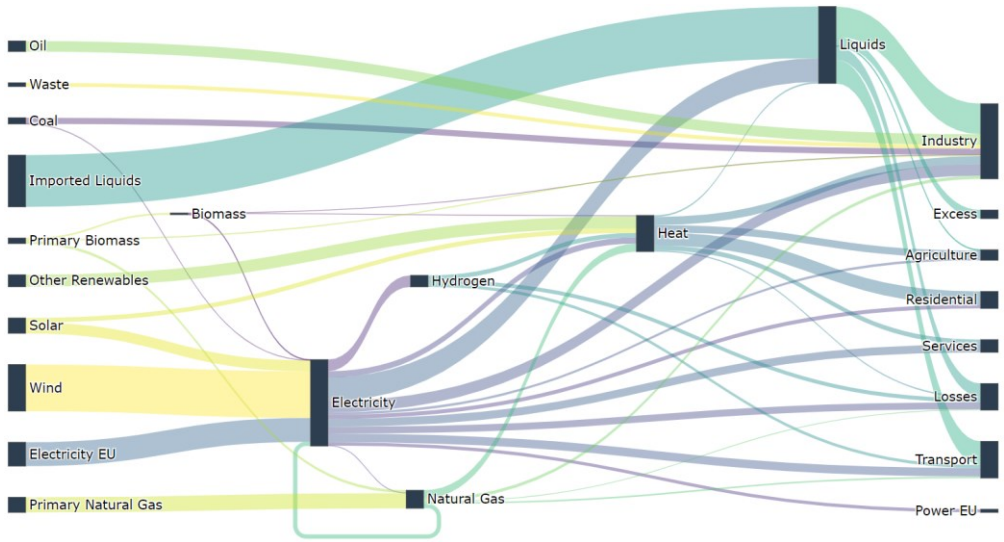 Oil
Waste
Coal
Imported Liquids
Primary Biomass
Other Renewables
Solar
Wind
Electricity EU
Primary Natural Gas
Biomass
Electricity
Hydrogen
Natural Gas
Heat
Liquids
Industry
Excess
Agriculture
Residential
Services
Losses
Transport
Power EU